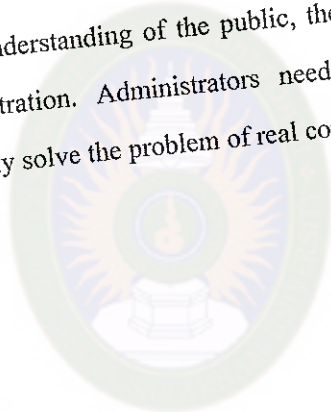 nderstanding of the public, the
tration. Administrators need
y solve the problem of real co